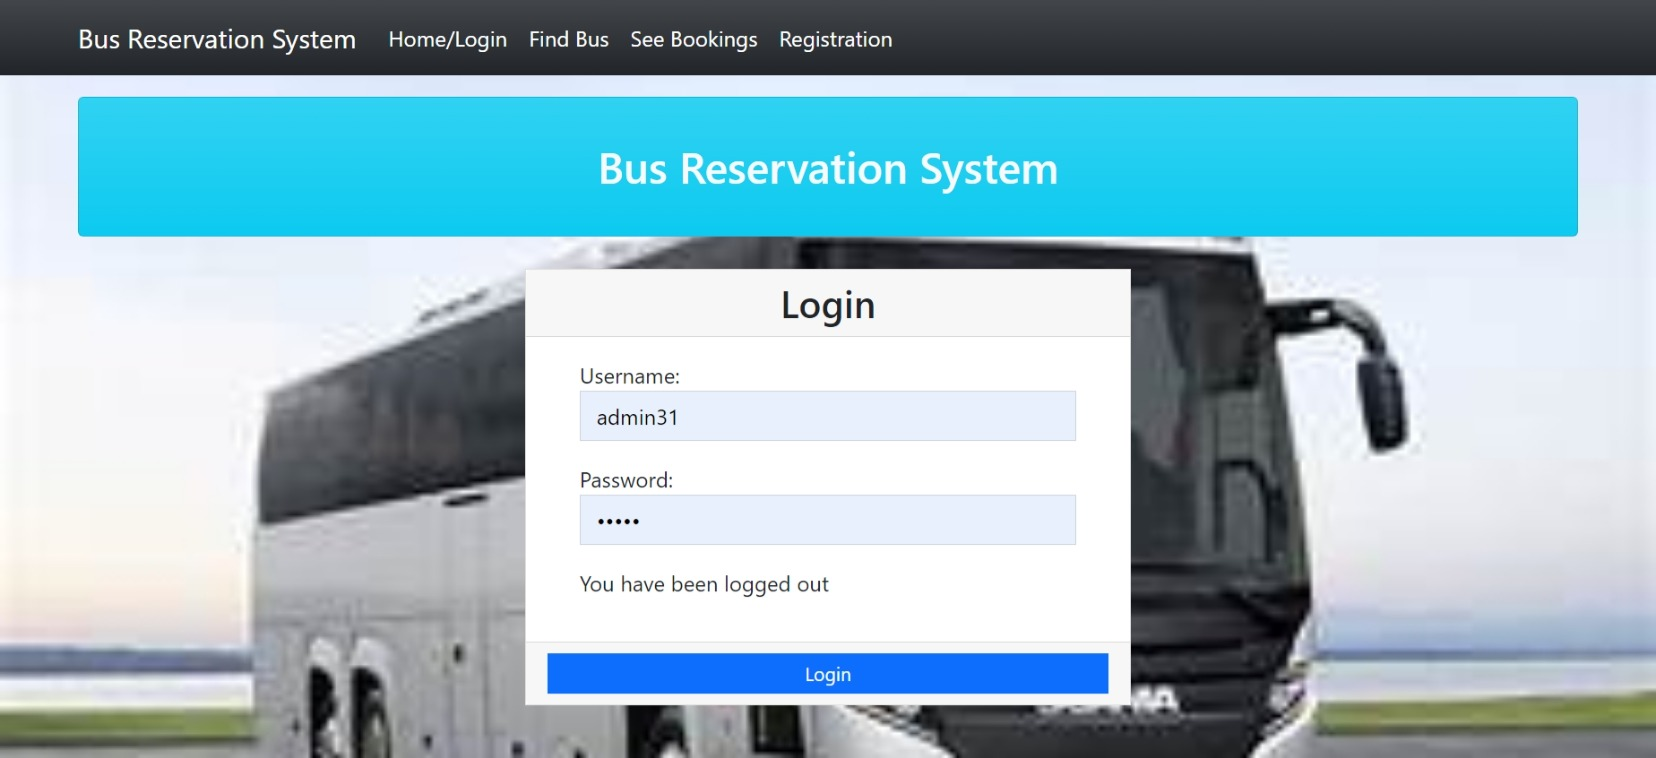 Bus Reservation System Home/Login Find Bus See Bookings Registration
Bus Reservation System
Login
Username:
admin31
Password:
•••••
You have been logged out
Login